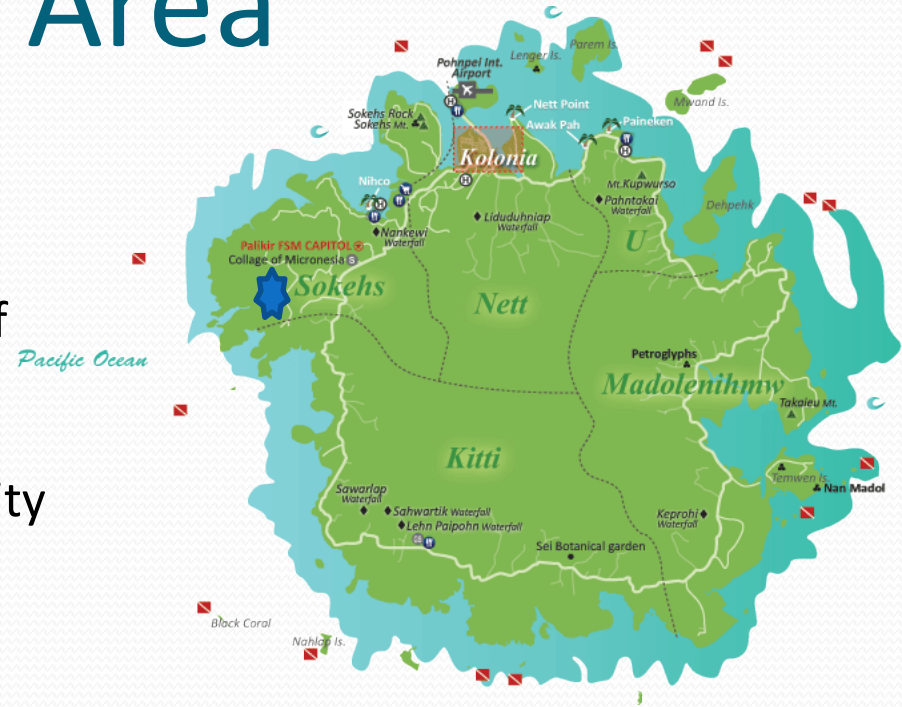 Area
Parem Is.
Lenger Is.
Pohnpei Int.
Airport
Mwand Is.
Nett Point
Sokehs Rock
Sokehs Mt.
Awak Pah
Paineken
Kolonia
Nihco
Mt.Kupwurso
Pahntakai
Waterfall
Dehpehk
Liduduhniap
Waterfall
Nankewi
Waterfall
U
Palikir FSM CAPITOL
Collage of Micronesia
S
Sokehs
Nett
f
Pacific Ocean
Petroglyphs
Madolenihmw
Takaieu Mt.
Kitti
Temwen Is.
Nan Madol
ity
Sawarlap
Waterfall
Sahwartik Waterfall
Lehn Paipohn Waterfall
Keprohi
Waterfall
Sei Botanical garden
Black Coral
Nahlap Is.
H
H
H
H